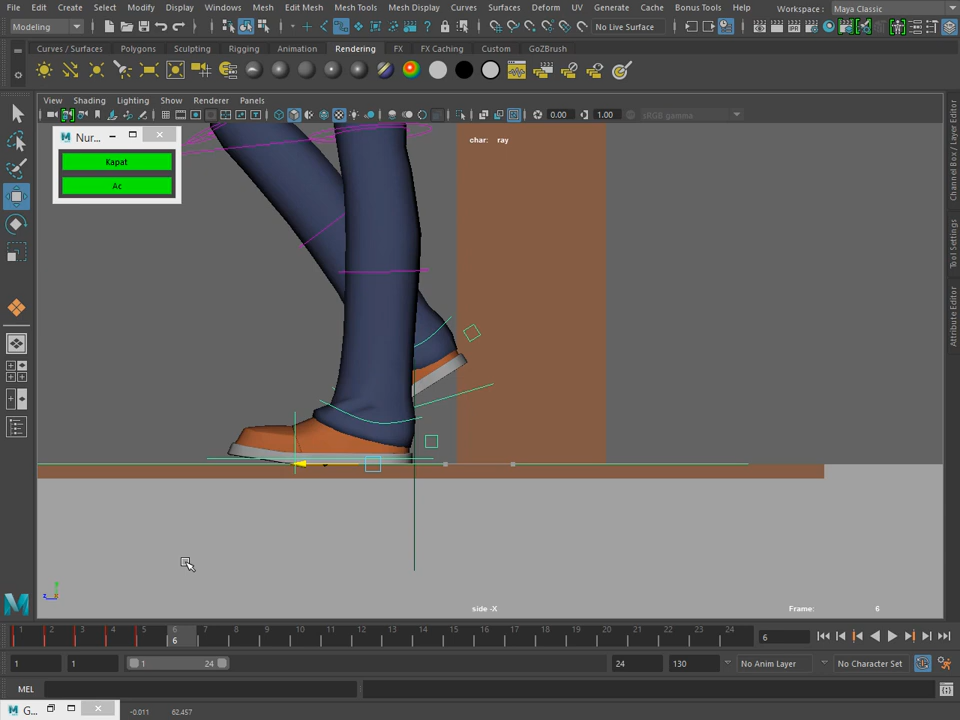 File Edit Create Select Modify Display Windows Mesh Edit Mesh Mesh Tools Mesh Display Curves Surfaces Deform UV Generate Cache Bonus Tools Help Workspace : Maya Classic
Modeling No Live Surface
Curves / Surfaces Polygons Sculpting Rigging Animation Rendering FX FX Caching Custom GoZBrush
View Shading Lighting Show Renderer Panels
0.00 1.00 sRGB gamma
Nur...
Kapat
Ac
char: ray
Channel Box / Layer Editor
Tool Settings
Attribute Editor
side -X
Frame: 6
1 2 3 4 5 6 7 8 9 10 11 12 13 14 15 16 17 18 19 20 21 22 23 24
6
6
1 1 1 24 24 130 No Anim Layer No Character Set
MEL
G...
-0.011 62.457